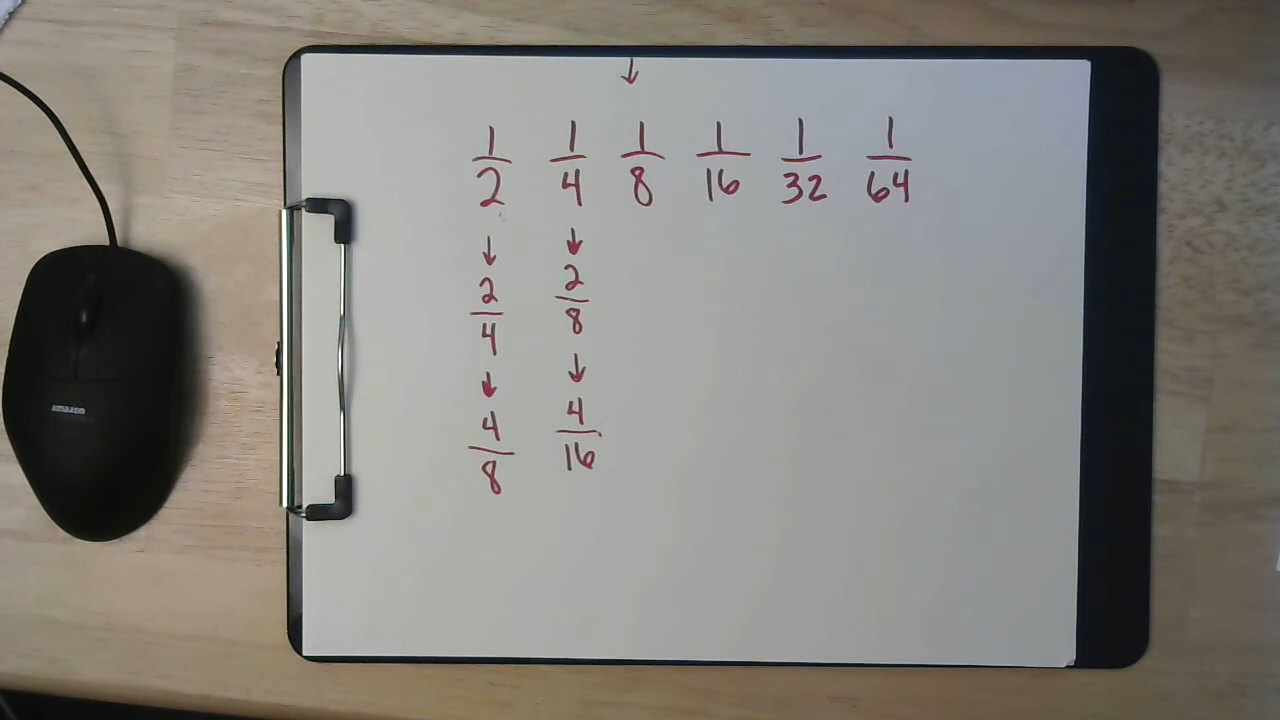 ↓
1/2 1/4 1/8 1/16 1/32 1/64
↓ ↓
2/4 2/8
↓ ↓
4/8 4/16
amazon